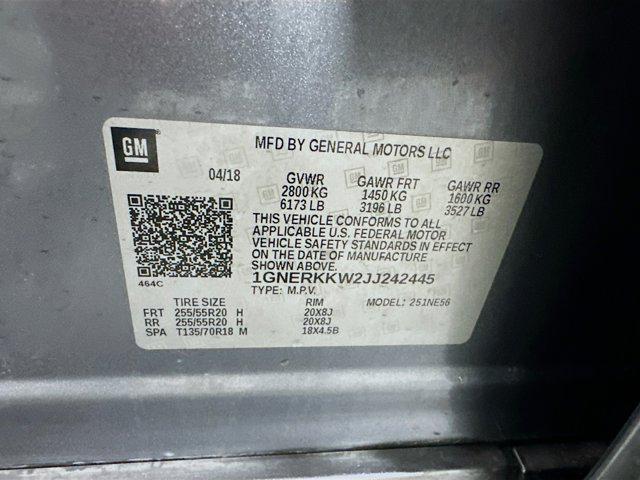 GM
MFD BY GENERAL MOTORS LLC
04/18 GVWR GAWR FRT GAWR RR
2800 KG 1450 KG 1600 KG
6173 LB 3196 LB 3527 LB
THIS VEHICLE CONFORMS TO ALL
APPLICABLE U.S. FEDERAL MOTOR
VEHICLE SAFETY STANDARDS IN EFFECT
ON THE DATE OF MANUFACTURE
SHOWN ABOVE.
464C
1GNERKKW2JJ242445
TYPE: M.P.V.
TIRE SIZE RIM MODEL: 251NE56
FRT 255/55R20 H 20X8J
RR 255/55R20 H 20X8J
SPA T135/70R18 M 18X4.5B